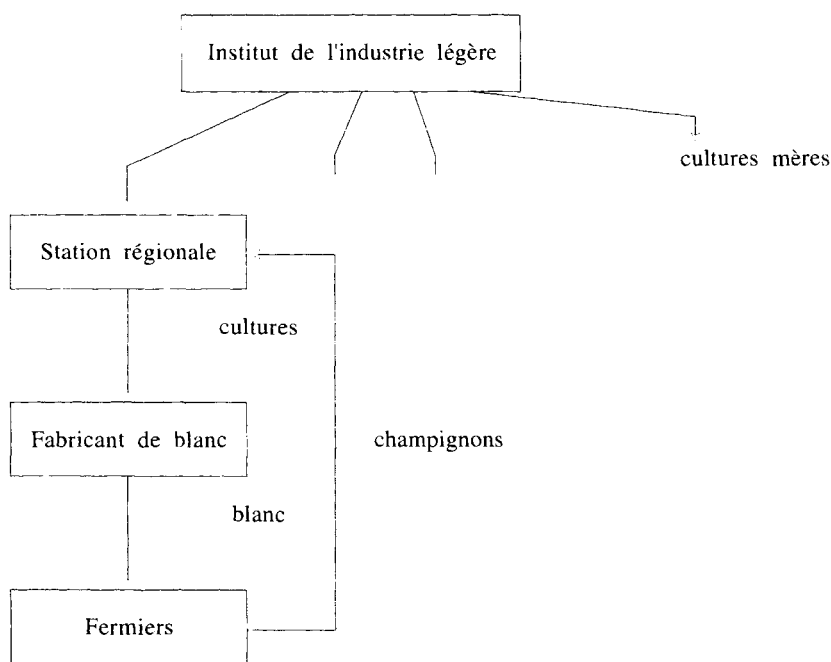 Institut de l'industrie légère
cultures mères
Station régionale
cultures
Fabricant de blanc
champignons
blanc
Fermiers